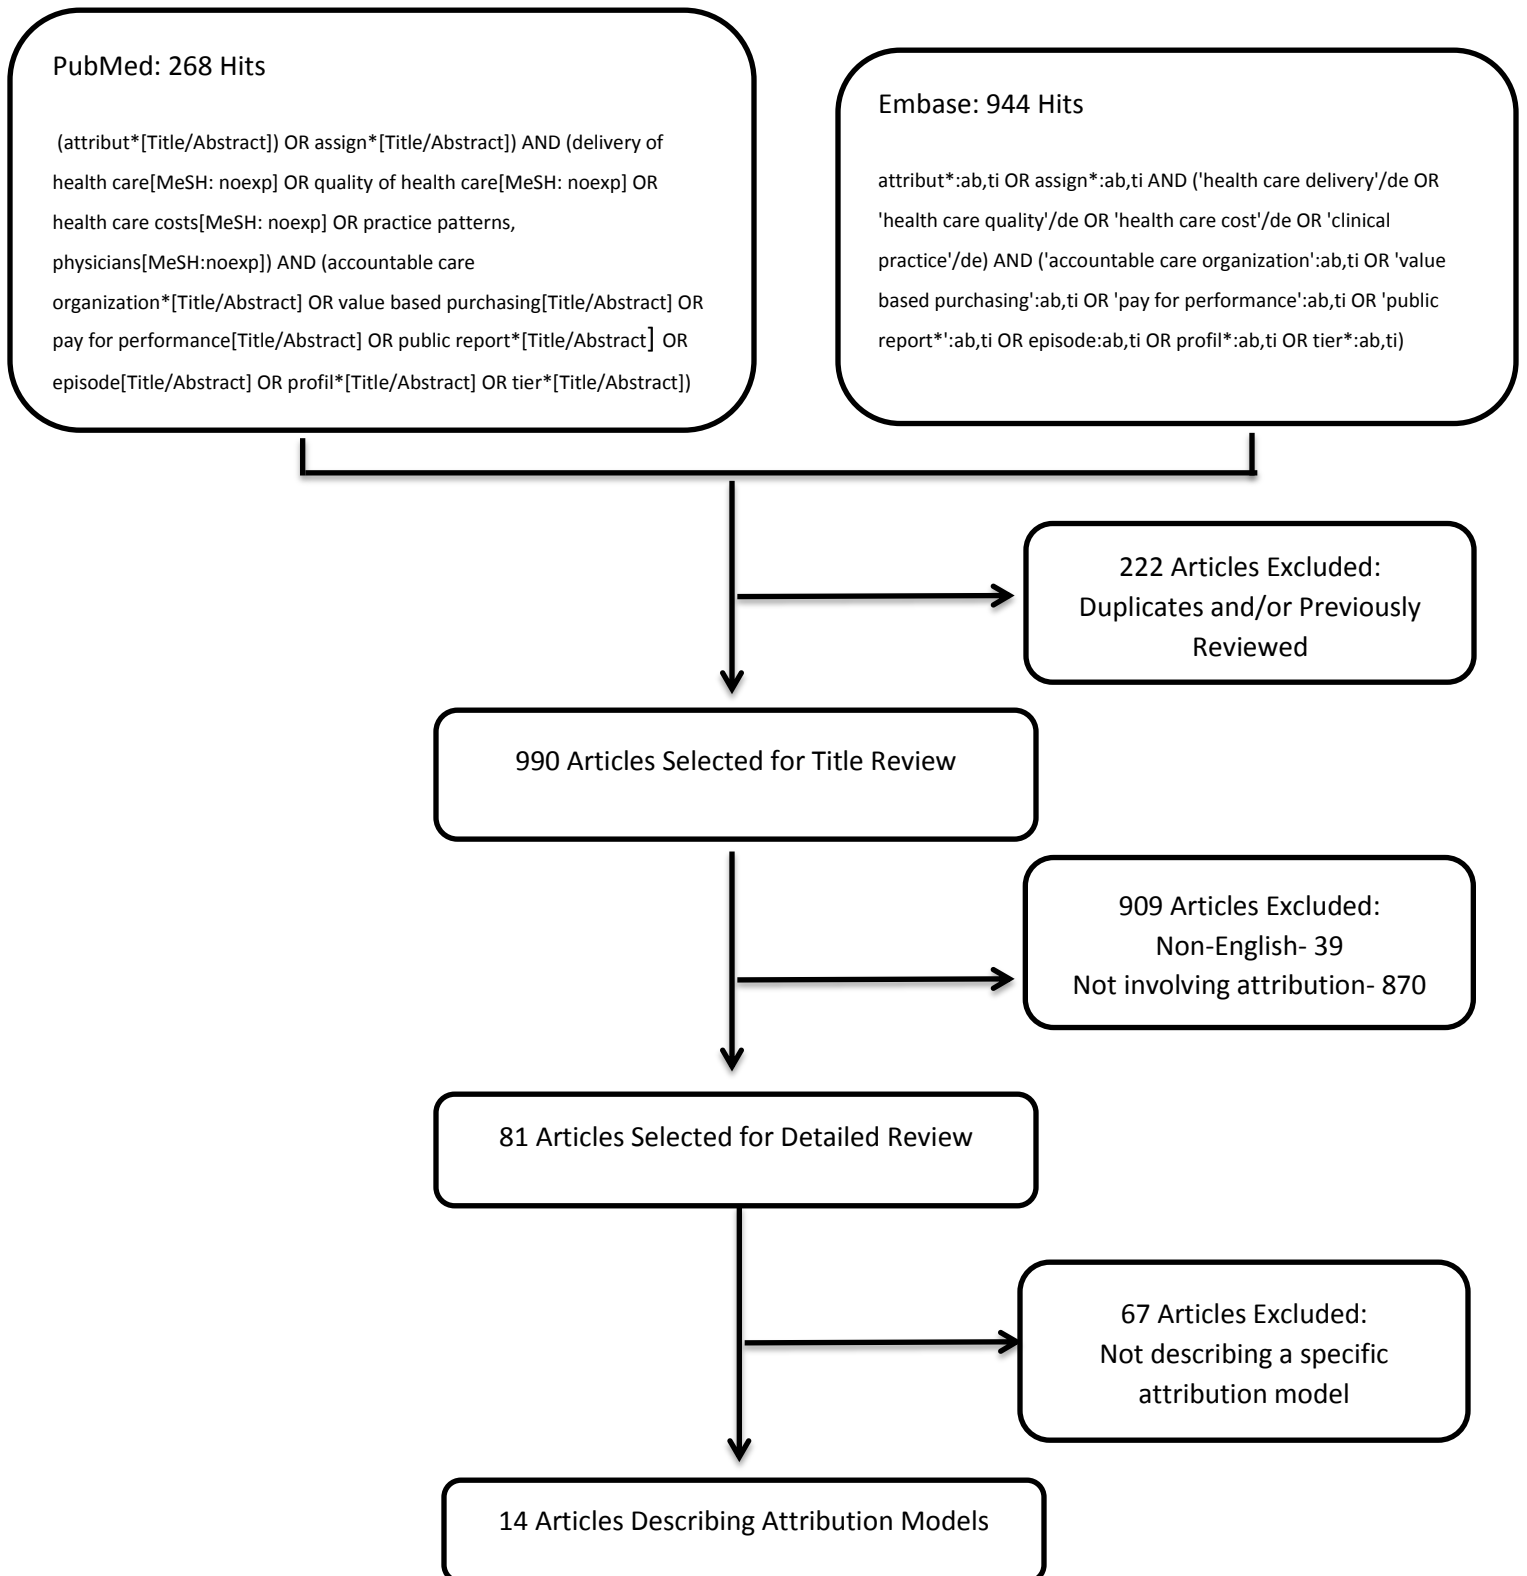 PubMed: 268 Hits
(attribut*[Title/Abstract]) OR assign*[Title/Abstract]) AND (delivery of
health care[MeSH: noexp] OR quality of health care[MeSH: noexp] OR
health care costs[MeSH: noexp] OR practice patterns,
physicians[MeSH:noexp]) AND (accountable care
organization*[Title/Abstract] OR value based purchasing[Title/Abstract] OR
pay for performance[Title/Abstract] OR public report*[Title/Abstract] OR
episode[Title/Abstract] OR profil*[Title/Abstract] OR tier*[Title/Abstract])
Embase: 944 Hits
attribut*:ab,ti OR assign*:ab,ti AND ('health care delivery'/de OR
'health care quality'/de OR 'health care cost'/de OR 'clinical
practice'/de) AND ('accountable care organization':ab,ti OR 'value
based purchasing':ab,ti OR 'pay for performance':ab,ti OR 'public
report*':ab,ti OR episode:ab,ti OR profil*:ab,ti OR tier*:ab,ti)
222 Articles Excluded:
Duplicates and/or Previously
Reviewed
990 Articles Selected for Title Review
909 Articles Excluded:
Non-English- 39
Not involving attribution- 870
81 Articles Selected for Detailed Review
67 Articles Excluded:
Not describing a specific
attribution model
14 Articles Describing Attribution Models